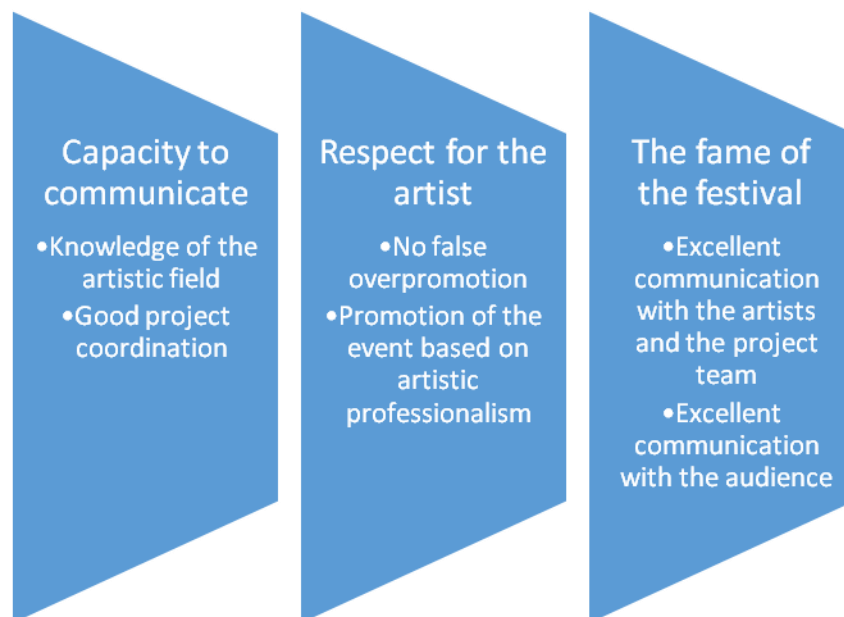 Capacity to
communicate
•Knowledge of the
artistic field
•Good project
coordination
Respect for the
artist
•No false
overpromotion
•Promotion of the
event based on
artistic
professionalism
The fame of
the festival
•Excellent
communication
with the artists
and the project
team
•Excellent
communication
with the audience